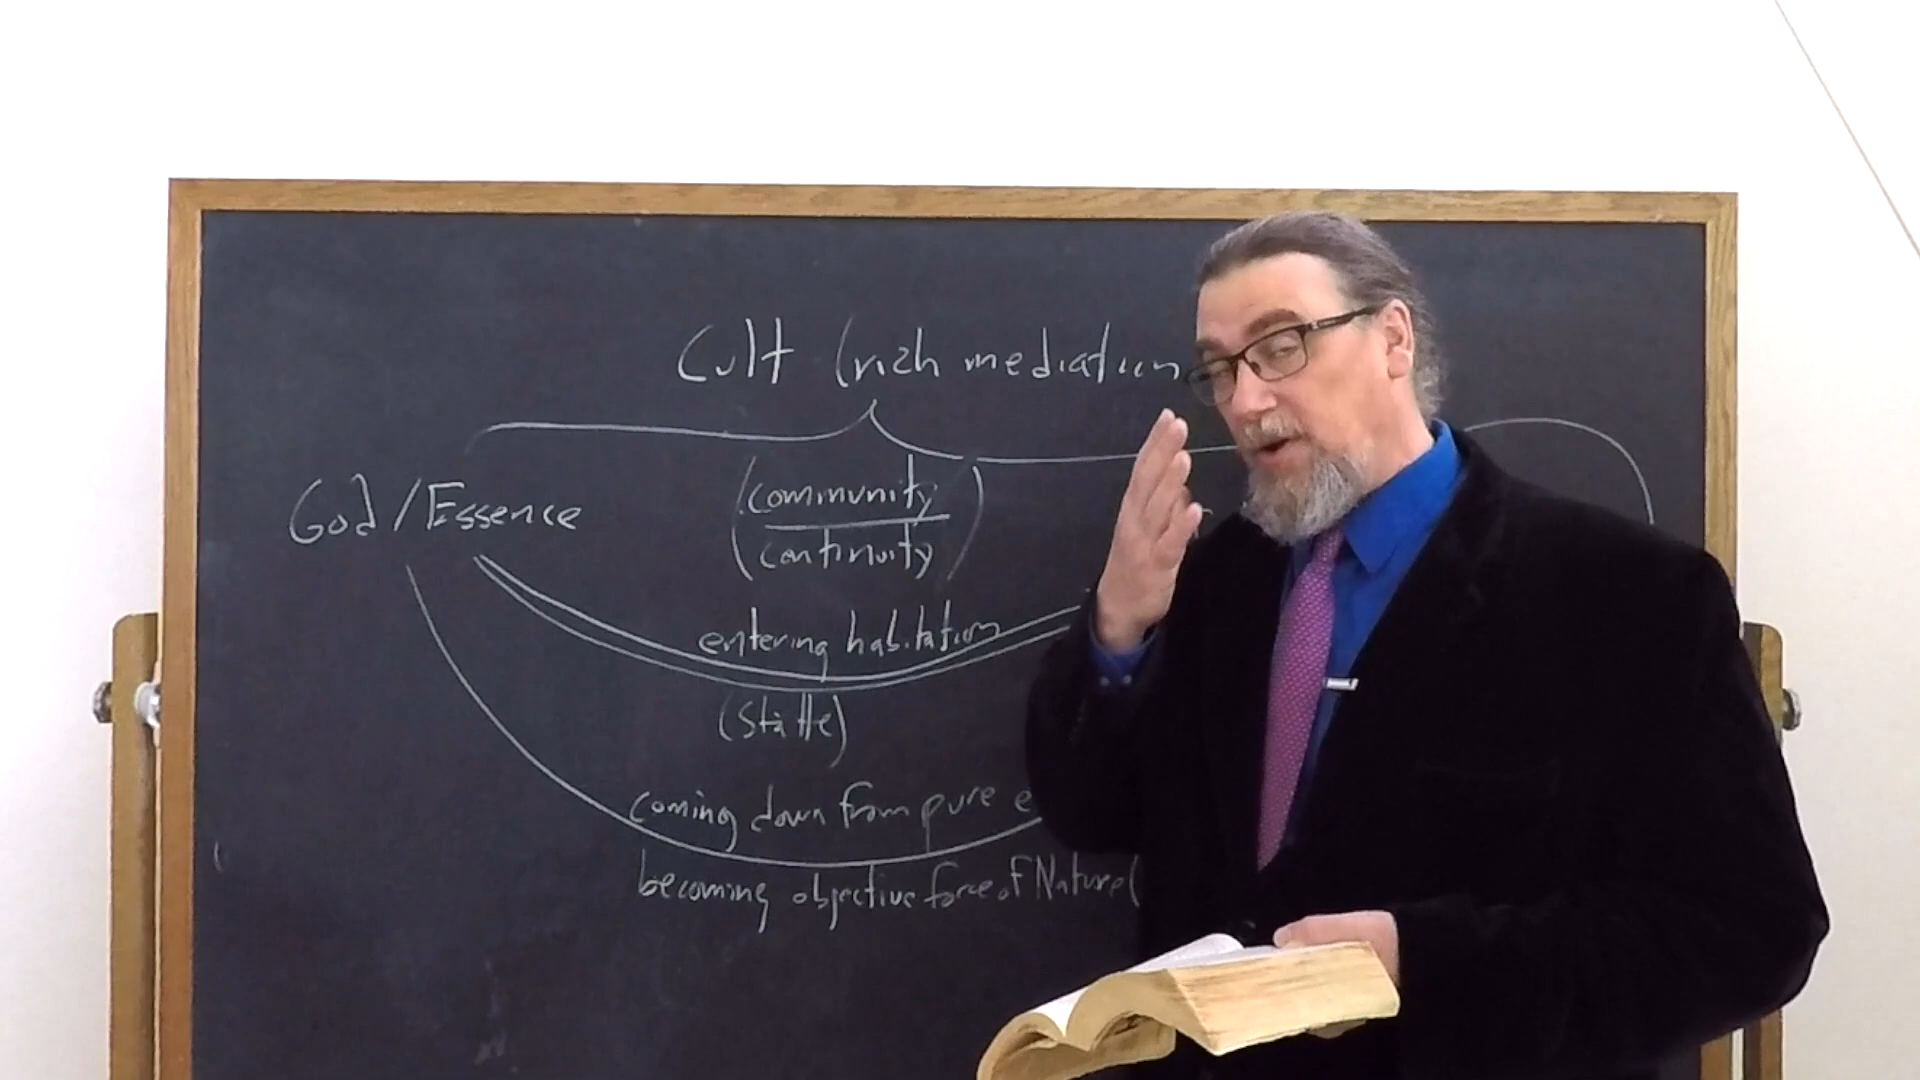 Cult (rich mediation
God/Essence
(community
continuity)
entering habitation
(Stätte)
coming down from pure e
becoming objective force of Nature(